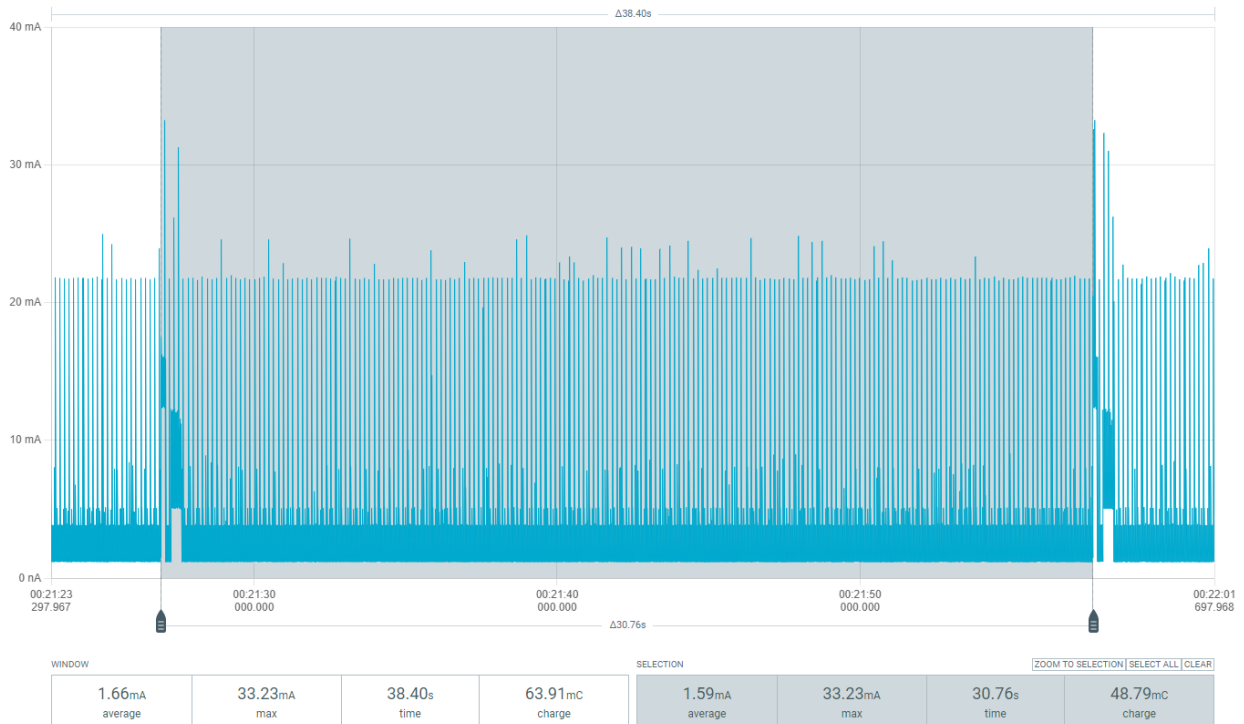 Δ38.40s
40 mA
30 mA
20 mA
10 mA
0 nA
00:21:23 00:21:30 00:21:40 00:21:50 00:22:01
297.967 000.000 000.000 000.000 697.968
Δ30.76s
WINDOW SELECTION ZOOM TO SELECTION SELECT ALL CLEAR
1.66mA 33.23mA 38.40s 63.91mC 1.59mA 33.23mA 30.76s 48.79mC
average max time charge average max time charge